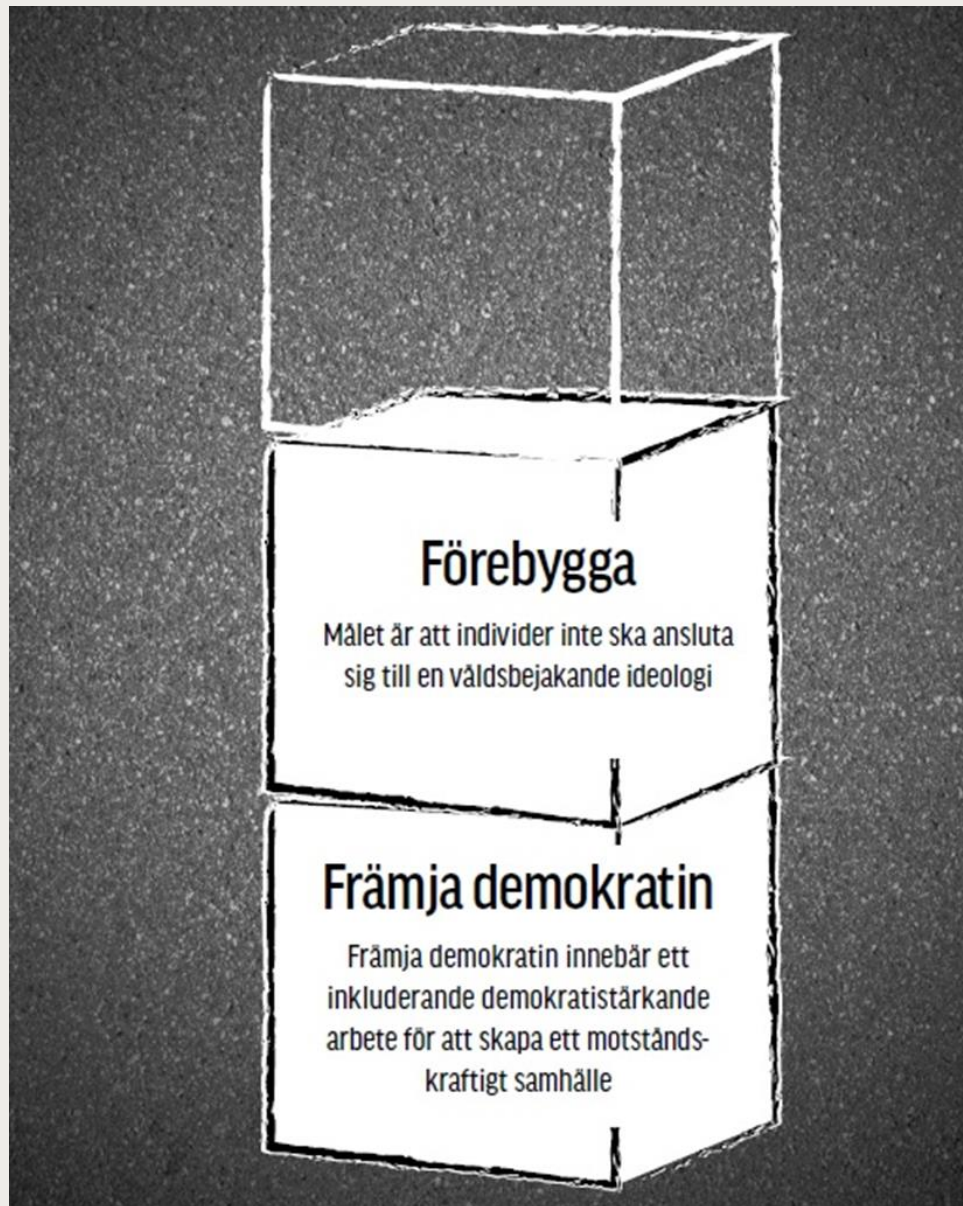 Förebygga
Målet är att individer inte ska ansluta
sig till en våldsbejakande ideologi
Främja demokratin
Främja demokratin innebär ett
inkluderande demokratistärkande
arbete för att skapa ett motstånds-
kraftigt samhälle